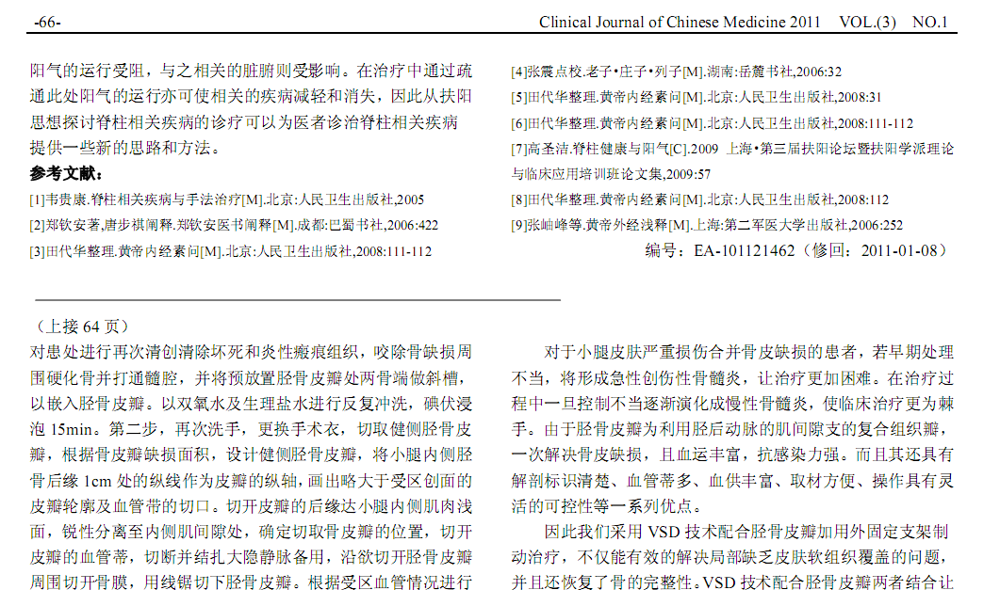 -66- Clinical Journal of Chinese Medicine 2011 VOL.(3) NO.1
阳气的运行受阻，与之相关的脏腑则受影响。在治疗中通过疏
通此处阳气的运行亦可使相关的疾病减轻和消失，因此从扶阳
思想探讨脊柱相关疾病的诊疗可以为医者诊治脊柱相关疾病
提供一些新的思路和方法。
参考文献：
[1]韦贵康.脊柱相关疾病与手法治疗[M].北京:人民卫生出版社,2005
[2]郑钦安著,唐步祺阐释.郑钦安医书阐释[M].成都:巴蜀书社,2006:422
[3]田代华整理.黄帝内经素问[M].北京:人民卫生出版社,2008:111-112
[4]张震点校.老子•庄子•列子[M].湖南:岳麓书社,2006:32
[5]田代华整理.黄帝内经素问[M].北京:人民卫生出版社,2008:31
[6]田代华整理.黄帝内经素问[M].北京:人民卫生出版社,2008:111-112
[7]高圣洁.脊柱健康与阳气[C].2009 上海•第三届扶阳论坛暨扶阳学派理论
与临床应用培训班论文集,2009:57
[8]田代华整理.黄帝内经素问[M].北京:人民卫生出版社,2008:112
[9]张岫峰等.黄帝外经浅释[M].上海:第二军医大学出版社,2006:252
编号：EA-101121462（修回：2011-01-08）
（上接 64 页）
对患处进行再次清创清除坏死和炎性瘢痕组织，咬除骨缺损周
围硬化骨并打通髓腔，并将预放置胫骨皮瓣处两骨端做斜槽，
以嵌入胫骨皮瓣。以双氧水及生理盐水进行反复冲洗，碘伏浸
泡 15min。第二步，再次洗手，更换手术衣，切取健侧胫骨皮
瓣，根据骨皮瓣缺损面积，设计健侧胫骨皮瓣，将小腿内侧胫
骨后缘 1cm 处的纵线作为皮瓣的纵轴，画出略大于受区创面的
皮瓣轮廓及血管带的切口。切开皮瓣的后缘达小腿内侧肌肉浅
面，锐性分离至内侧肌间隙处，确定切取骨皮瓣的位置，切开
皮瓣的血管蒂，切断并结扎大隐静脉备用，沿欲切开胫骨皮瓣
周围切开骨膜，用线锯切下胫骨皮瓣。根据受区血管情况进行
对于小腿皮肤严重损伤合并骨皮缺损的患者，若早期处理
不当，将形成急性创伤性骨髓炎，让治疗更加困难。在治疗过
程中一旦控制不当逐渐演化成慢性骨髓炎，使临床治疗更为棘
手。由于胫骨皮瓣为利用胫后动脉的肌间隙支的复合组织瓣，
一次解决骨皮缺损，且血运丰富，抗感染力强。而且其还具有
解剖标识清楚、血管蒂多、血供丰富、取材方便、操作具有灵
活的可控性等一系列优点。
因此我们采用 VSD 技术配合胫骨皮瓣加用外固定支架制
动治疗，不仅能有效的解决局部缺乏皮肤软组织覆盖的问题，
并且还恢复了骨的完整性。VSD 技术配合胫骨皮瓣两者结合让